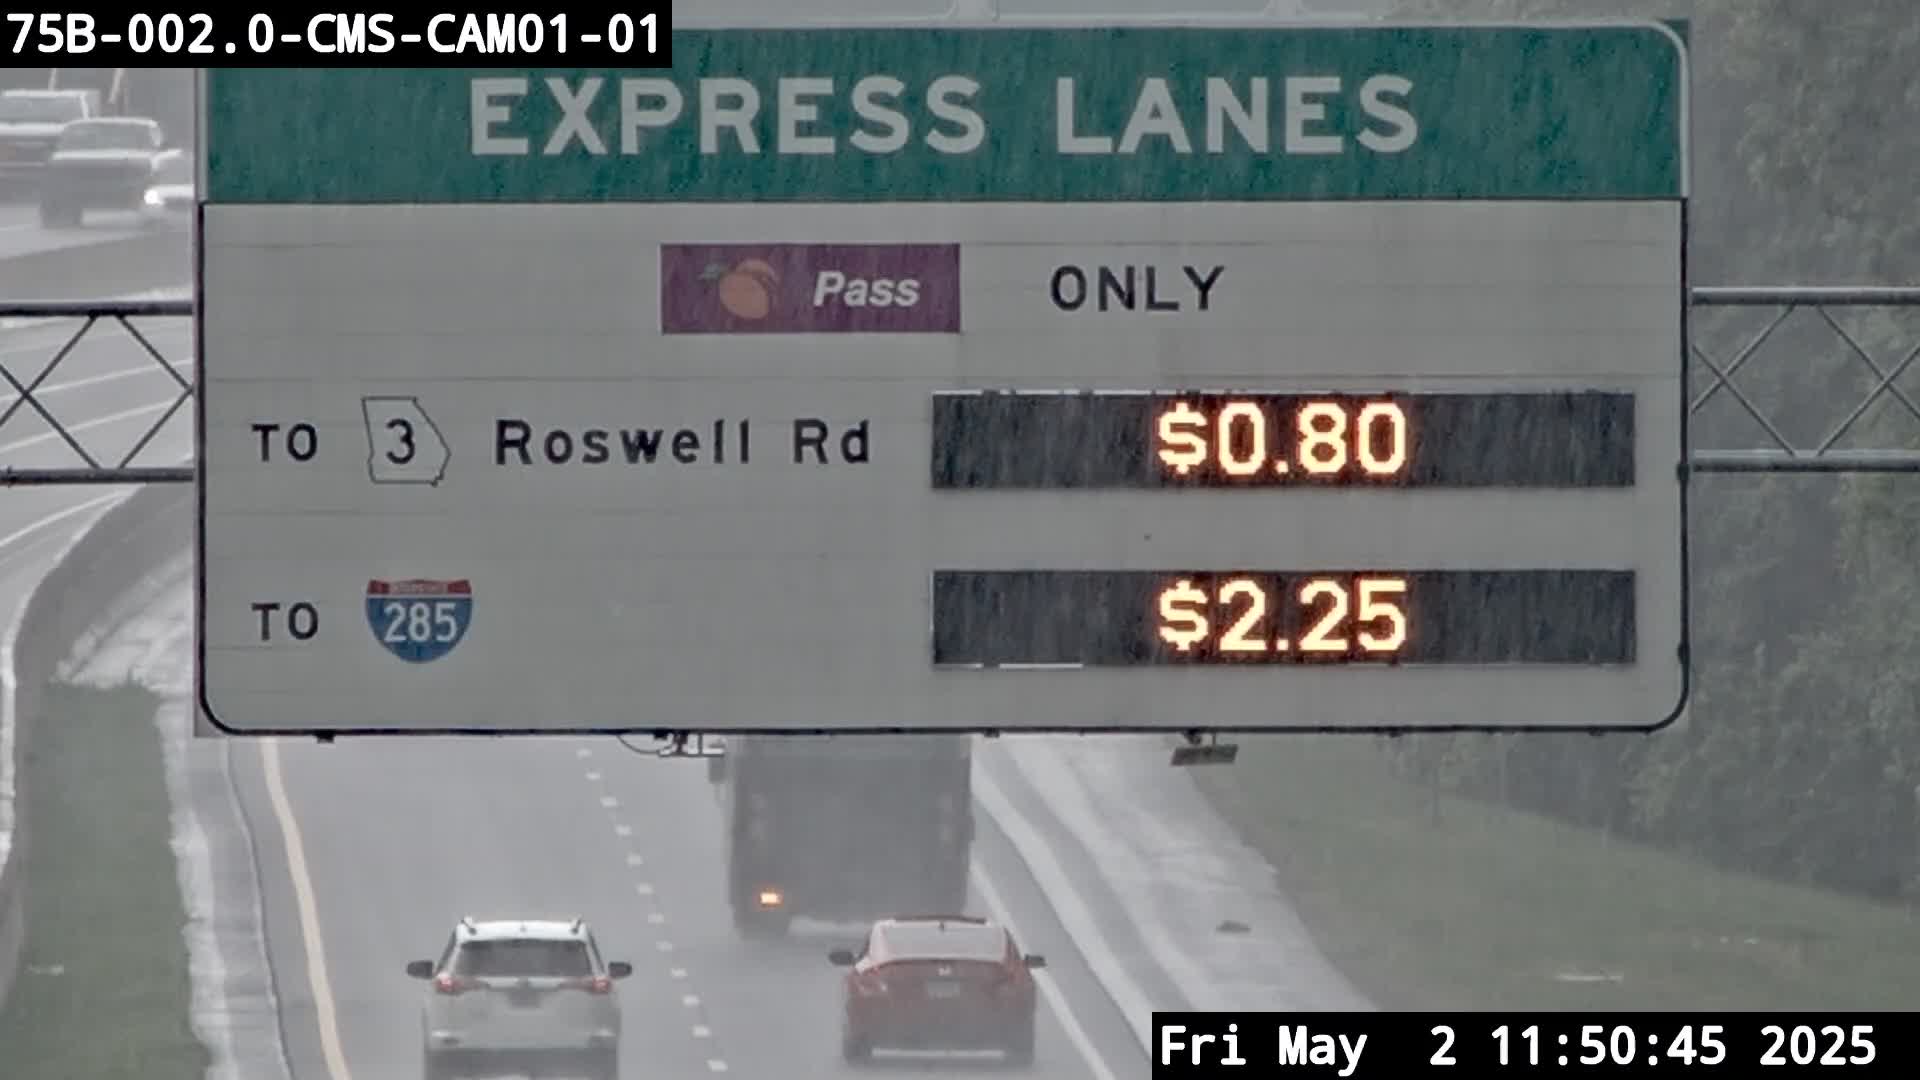 75B-002.0-CMS-CAM01-01
EXPRESS LANES
Pass ONLY
TO 3 Roswell Rd $0.80
TO 285 $2.25
Fri May 2 11:50:45 2025